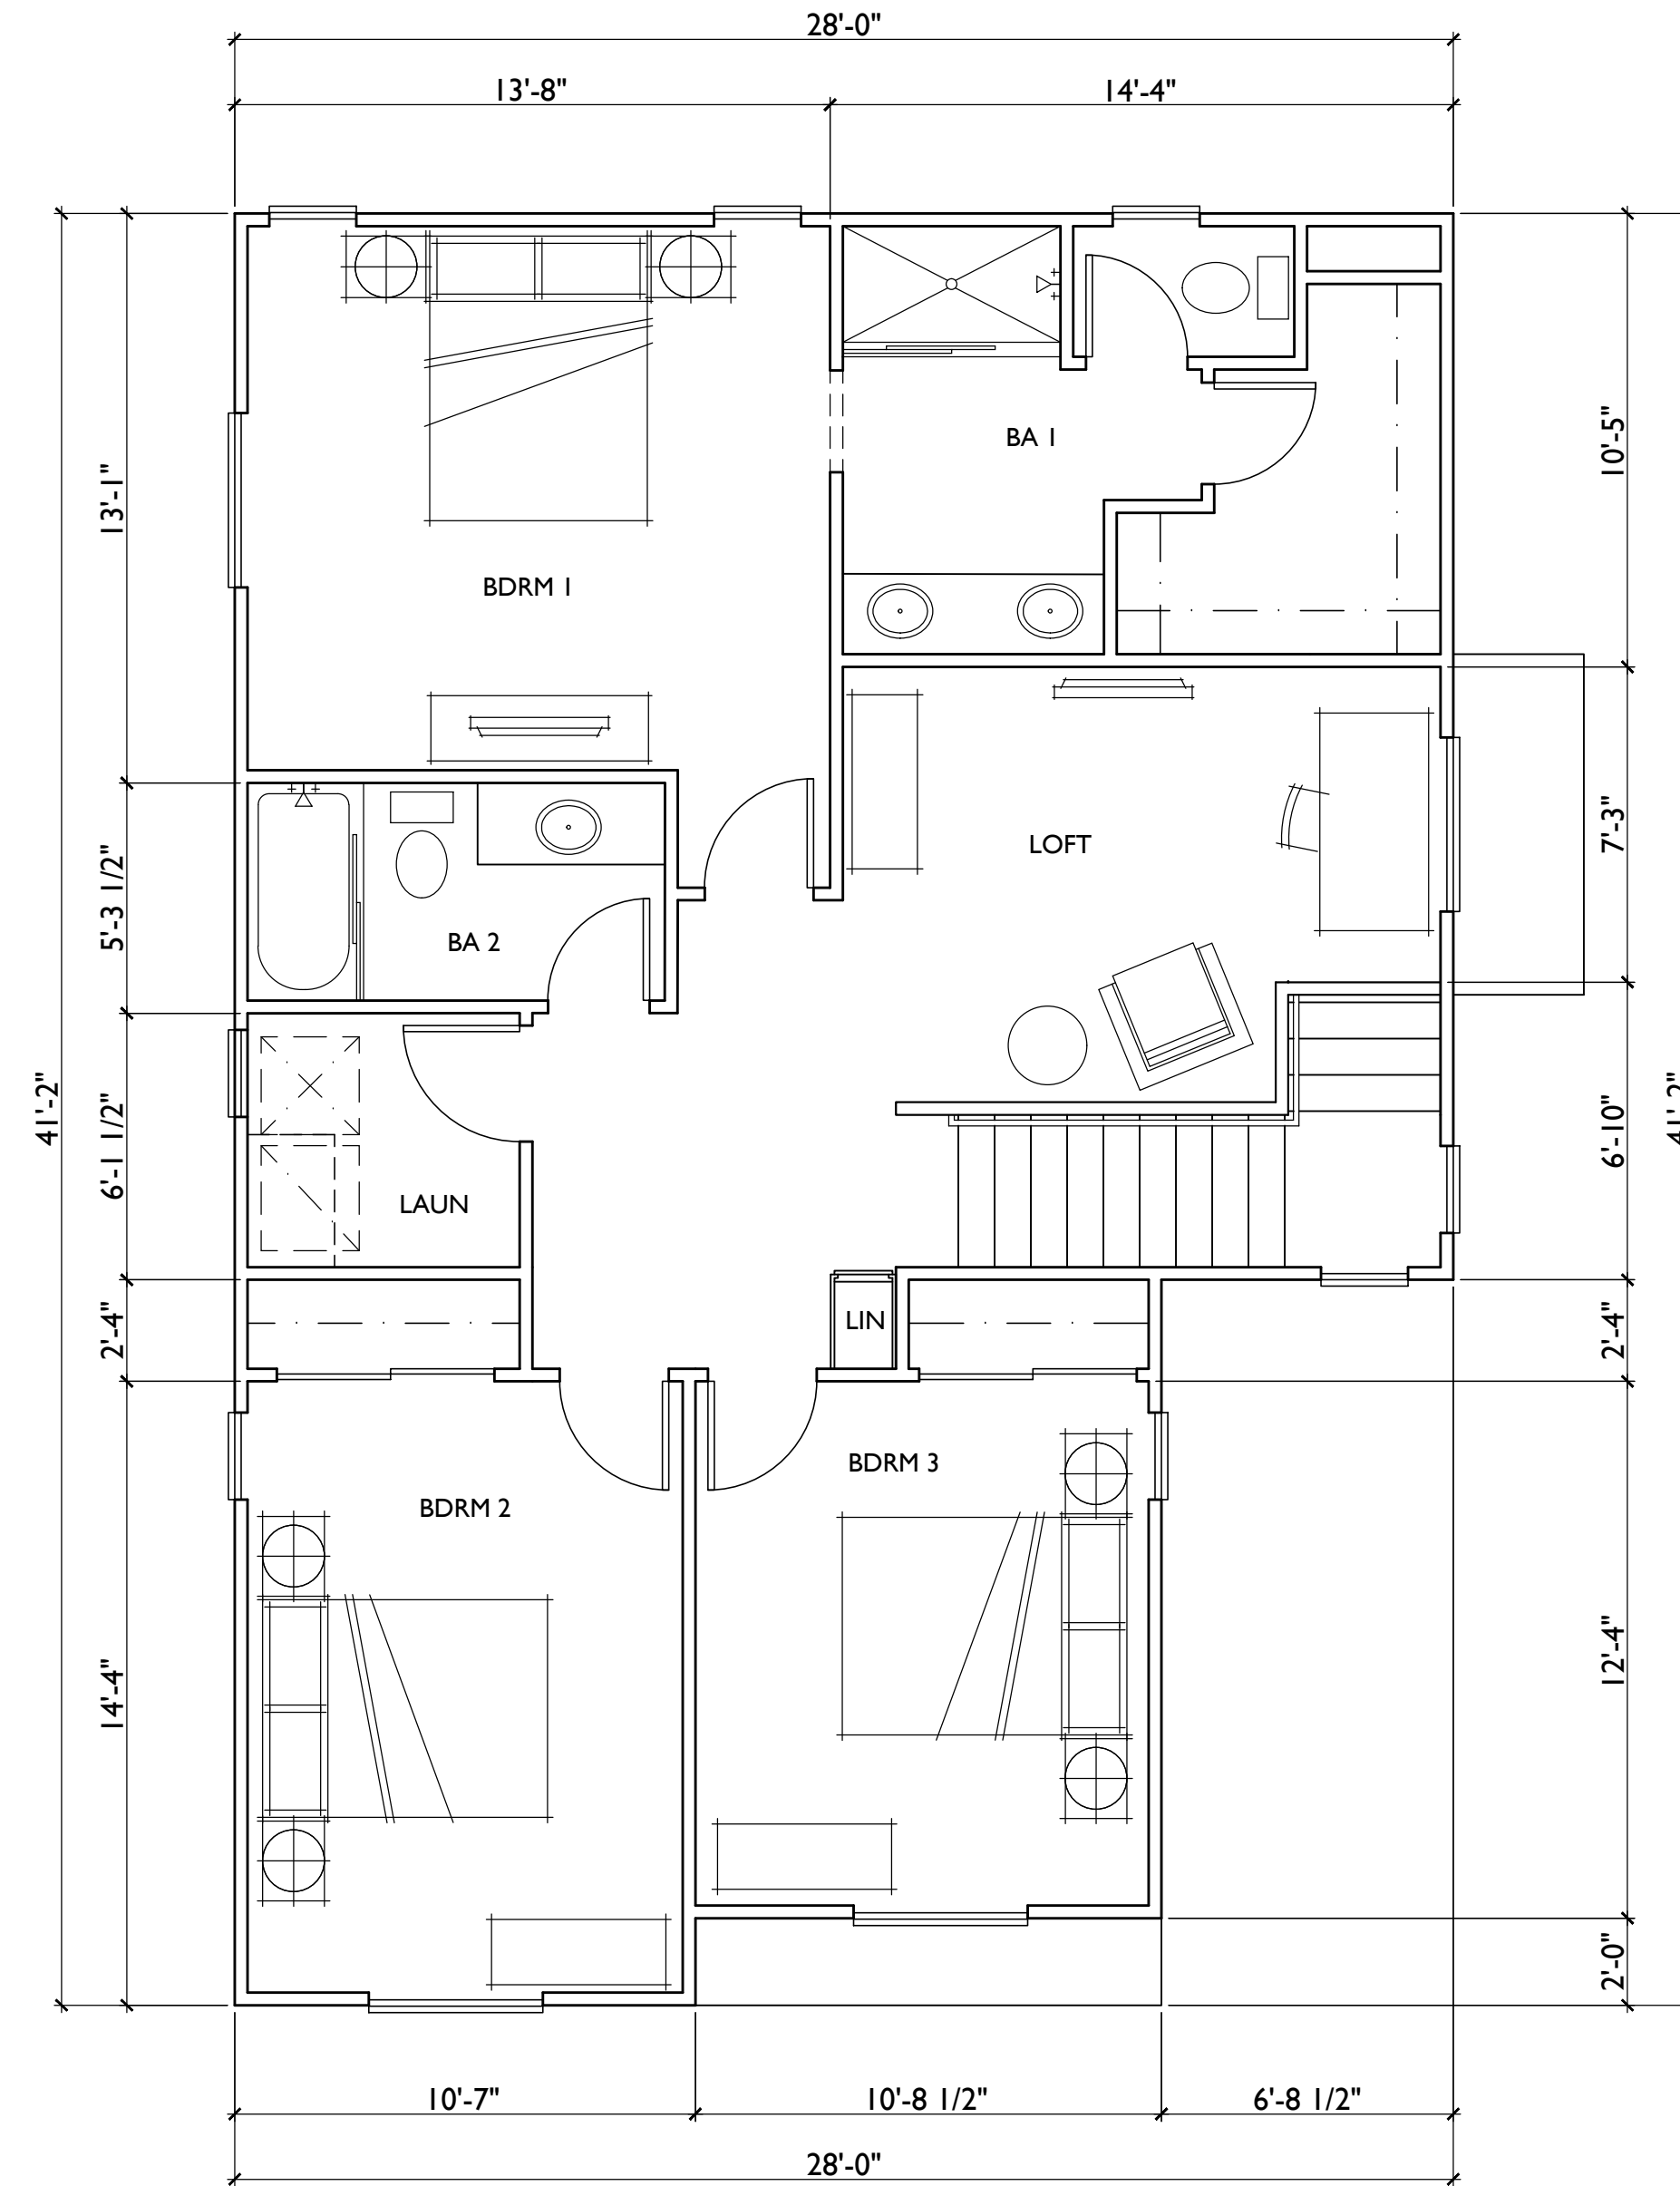 28'-0"
13'-8"
14'-4"
10'-5"
BA 1
13'-1"
BDRM 1
7'-3"
LOFT
5'-3 1/2"
BA 2
41'-2"
41'-2"
6'-1 1/2"
6'-10"
LAUN
2'-4"
LIN
2'-4"
BDRM 3
BDRM 2
12'-4"
14'-4"
2'-0"
10'-7"
10'-8 1/2"
6'-8 1/2"
28'-0"